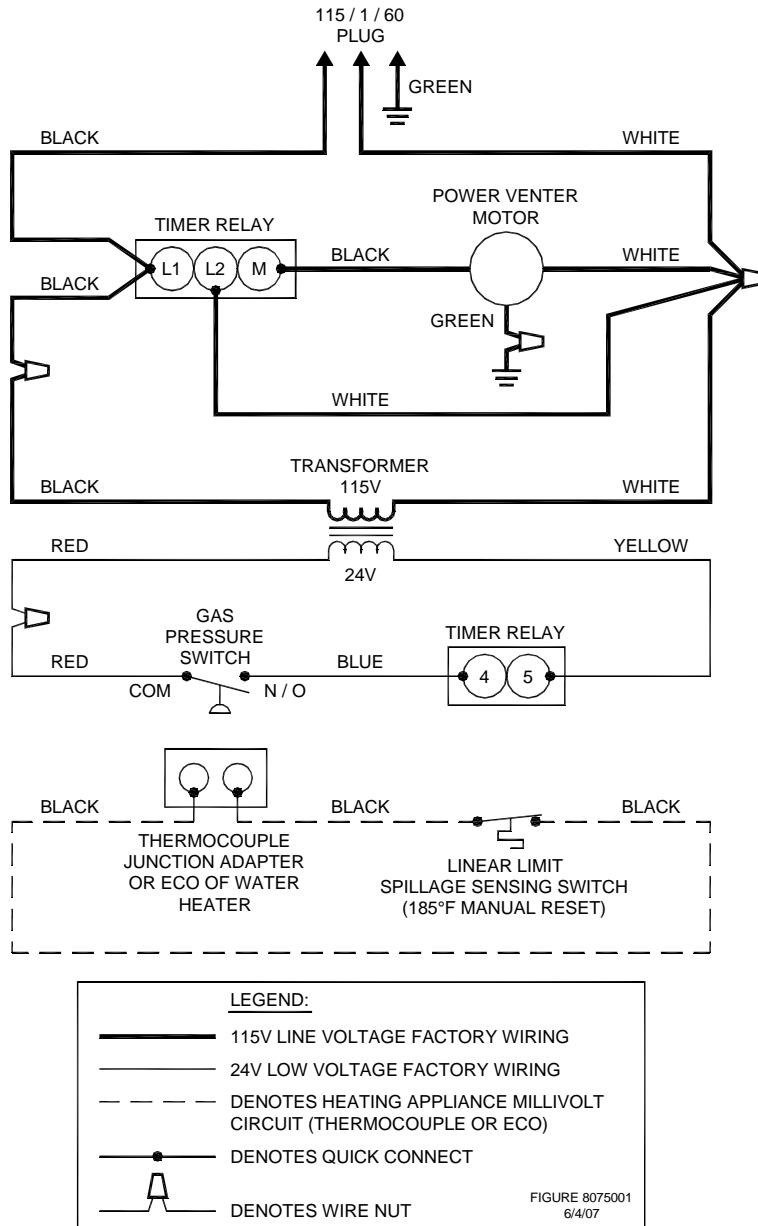 115 / 1 / 60
PLUG
GREEN
BLACK
WHITE
POWER VENTER
MOTOR
TIMER RELAY
L1
L2
M
BLACK
WHITE
BLACK
GREEN
WHITE
TRANSFORMER
115V
BLACK
WHITE
RED
YELLOW
24V
GAS
PRESSURE
SWITCH
TIMER RELAY
RED
BLUE
4
5
COM
N / O
BLACK
BLACK
BLACK
THERMOCOUPLE
JUNCTION ADAPTER
OR ECO OF WATER
HEATER
LINEAR LIMIT
SPILLAGE SENSING SWITCH
(185°F MANUAL RESET)
LEGEND:
115V LINE VOLTAGE FACTORY WIRING
24V LOW VOLTAGE FACTORY WIRING
DENOTES HEATING APPLIANCE MILLIVOLT
CIRCUIT (THERMOCOUPLE OR ECO)
DENOTES QUICK CONNECT
DENOTES WIRE NUT
FIGURE 8075001
6/4/07